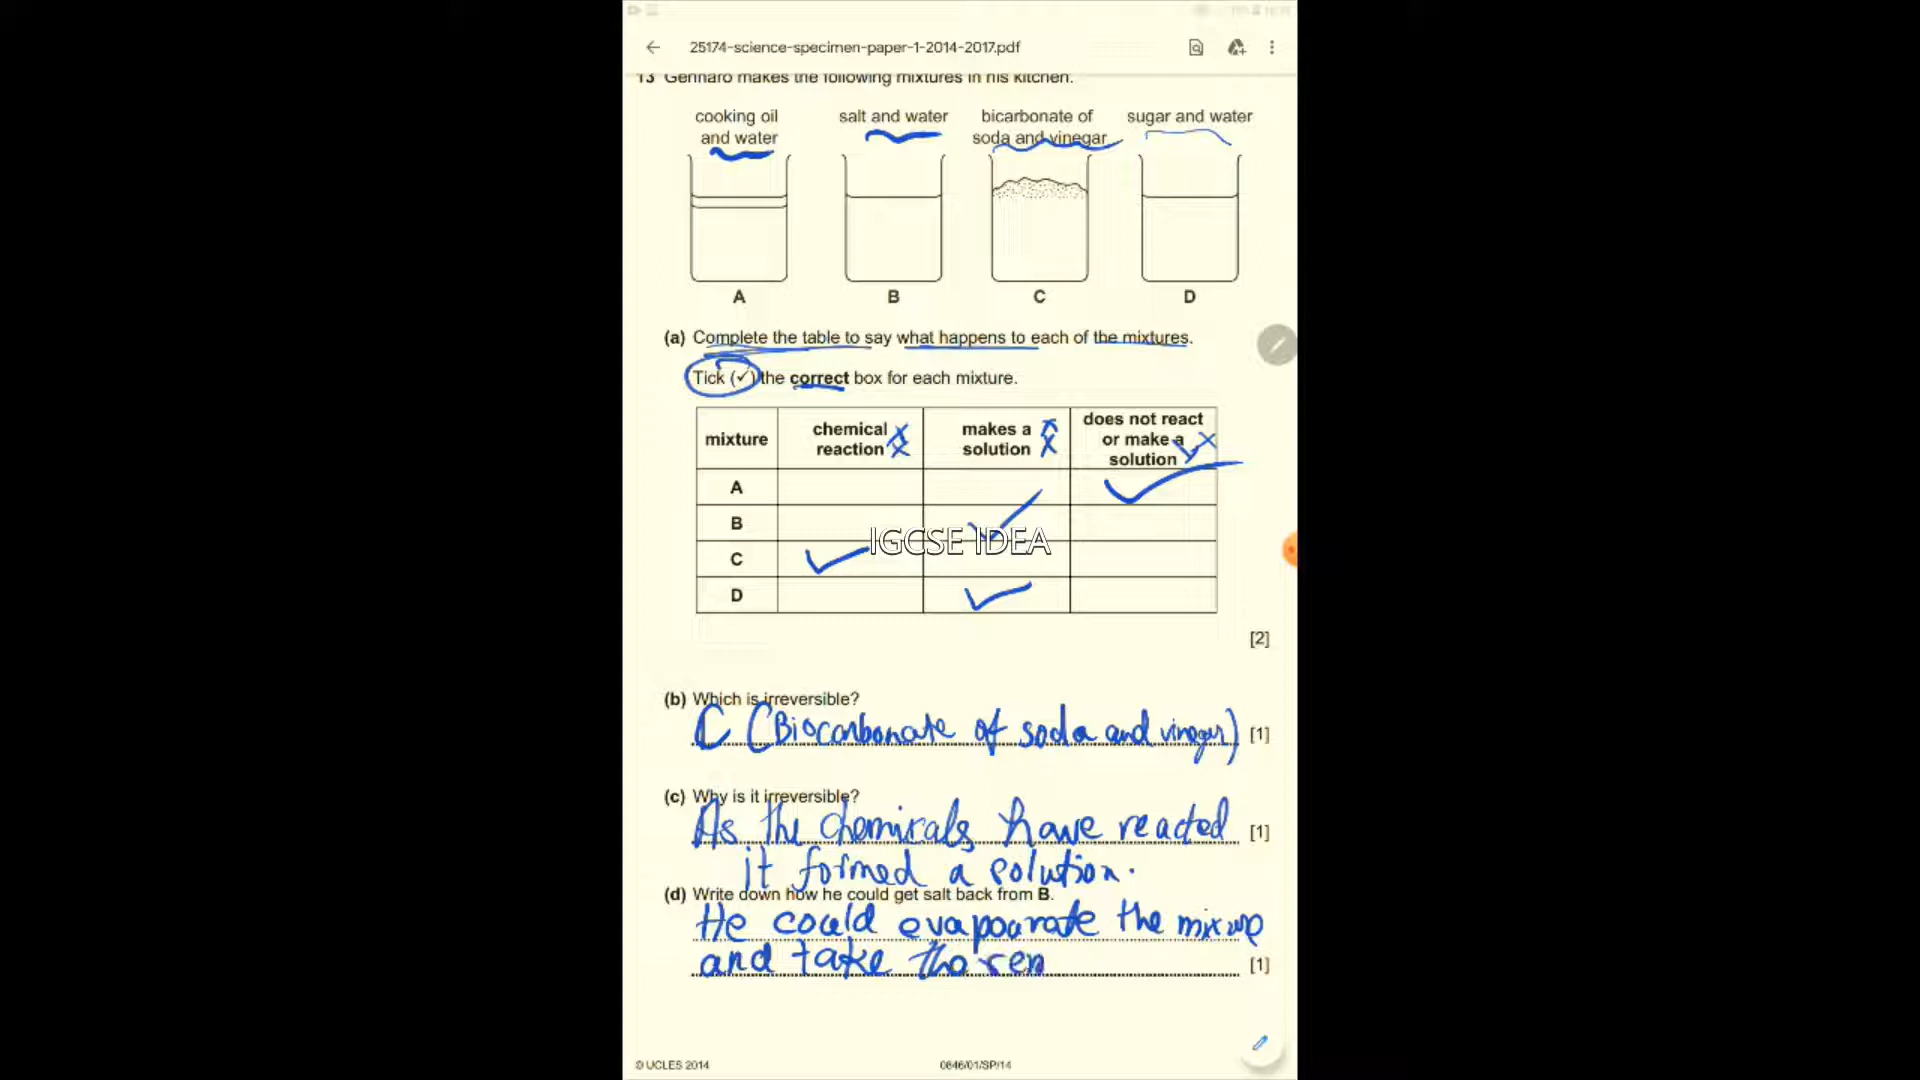 25174-science-specimen-paper-1-2014-2017.pdf
13 Gennaro makes the following mixtures in his kitchen.
cooking oil
and water
salt and water
bicarbonate of
soda and vinegar
sugar and water
A
B
C
D
(a) Complete the table to say what happens to each of the mixtures.
Tick (✓) the correct box for each mixture.
mixture
chemical
reaction
makes a
solution
does not react
or make a
solution
A
B
C
D
IGCSE IDEA
[2]
(b) Which is irreversible?
C (Biocarbonate of soda and vinegar) [1]
(c) Why is it irreversible?
As the chemicals have reacted [1]
it formed a solution.
(d) Write down how he could get salt back from B.
He could evapourate the
and take the rem
[1]
© UCLES 2014
0846/01/SP/14